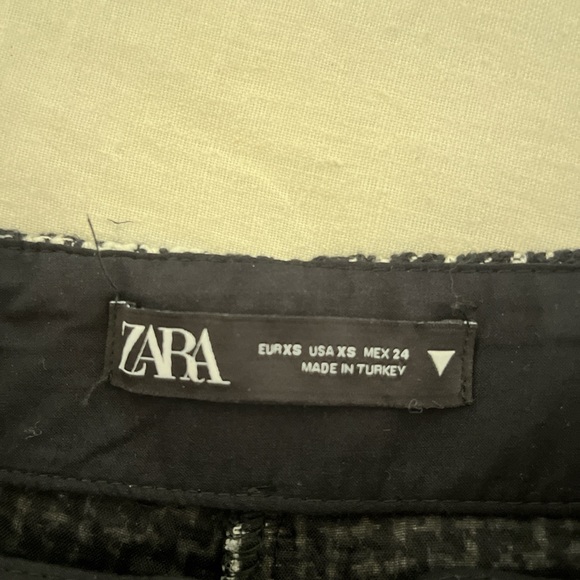 ZARA
EUR XS USA XS MEX 24
MADE IN TURKEY